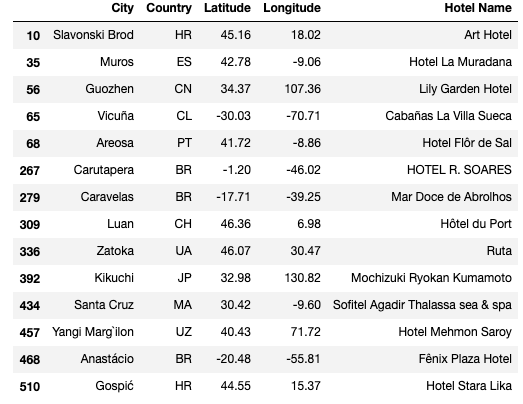 City Country Latitude Longitude Hotel Name
10 Slavonski Brod HR 45.16 18.02 Art Hotel
35 Muros ES 42.78 -9.06 Hotel La Muradana
56 Guozhen CN 34.37 107.36 Lily Garden Hotel
65 Vicuña CL -30.03 -70.71 Cabañas La Villa Sueca
68 Areosa PT 41.72 -8.86 Hotel Flôr de Sal
267 Carutapera BR -1.20 -46.02 HOTEL R. SOARES
279 Caravelas BR -17.71 -39.25 Mar Doce de Abrolhos
309 Luan CH 46.36 6.98 Hôtel du Port
336 Zatoka UA 46.07 30.47 Ruta
392 Kikuchi JP 32.98 130.82 Mochizuki Ryokan Kumamoto
434 Santa Cruz MA 30.42 -9.60 Sofitel Agadir Thalassa sea & spa
457 Yangi Marg`ilon UZ 40.43 71.72 Hotel Mehmon Saroy
468 Anastácio BR -20.48 -55.81 Fênix Plaza Hotel
510 Gospić HR 44.55 15.37 Hotel Stara Lika